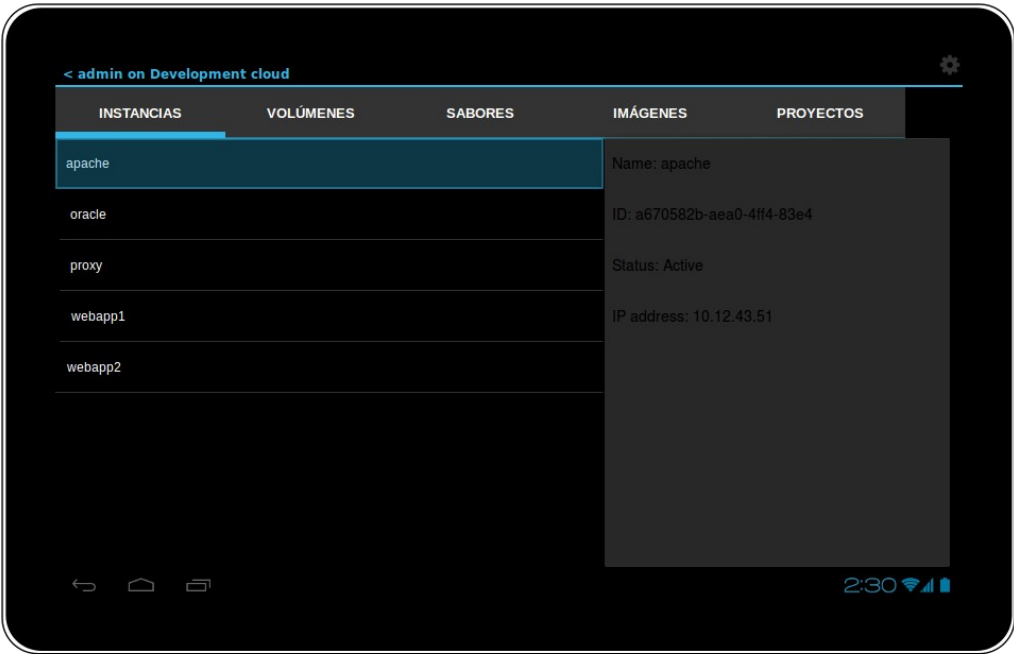 < admin on Development cloud
INSTANCIAS VOLÚMENES SABORES IMÁGENES PROYECTOS
apache
oracle
proxy
webapp1
webapp2
Name: apache
ID: a670582b-aea0-4ff4-83e4
Status: Active
IP address: 10.12.43.51
2:30